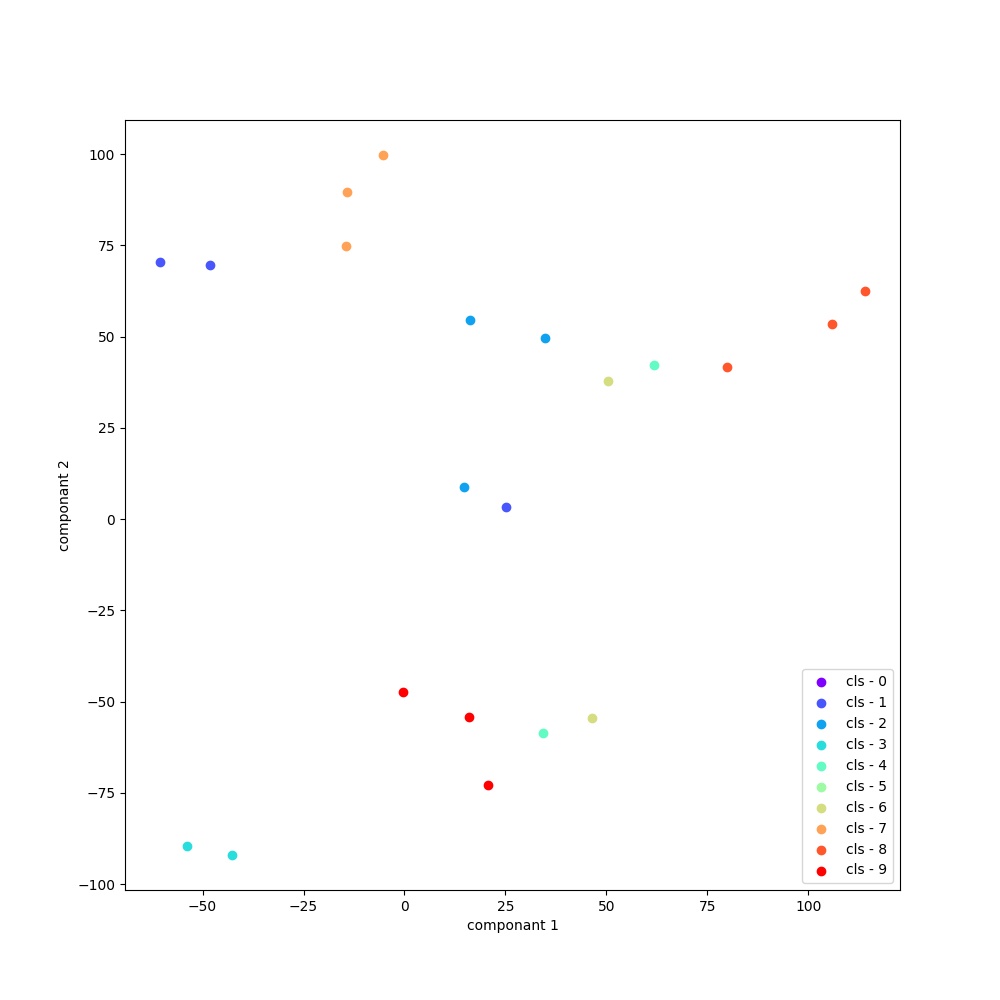 100
75
50
25
0
−25
−50
−75
−100
componant 2
−50
−25
0
25
50
75
100
componant 1
cls - 0
cls - 1
cls - 2
cls - 3
cls - 4
cls - 5
cls - 6
cls - 7
cls - 8
cls - 9